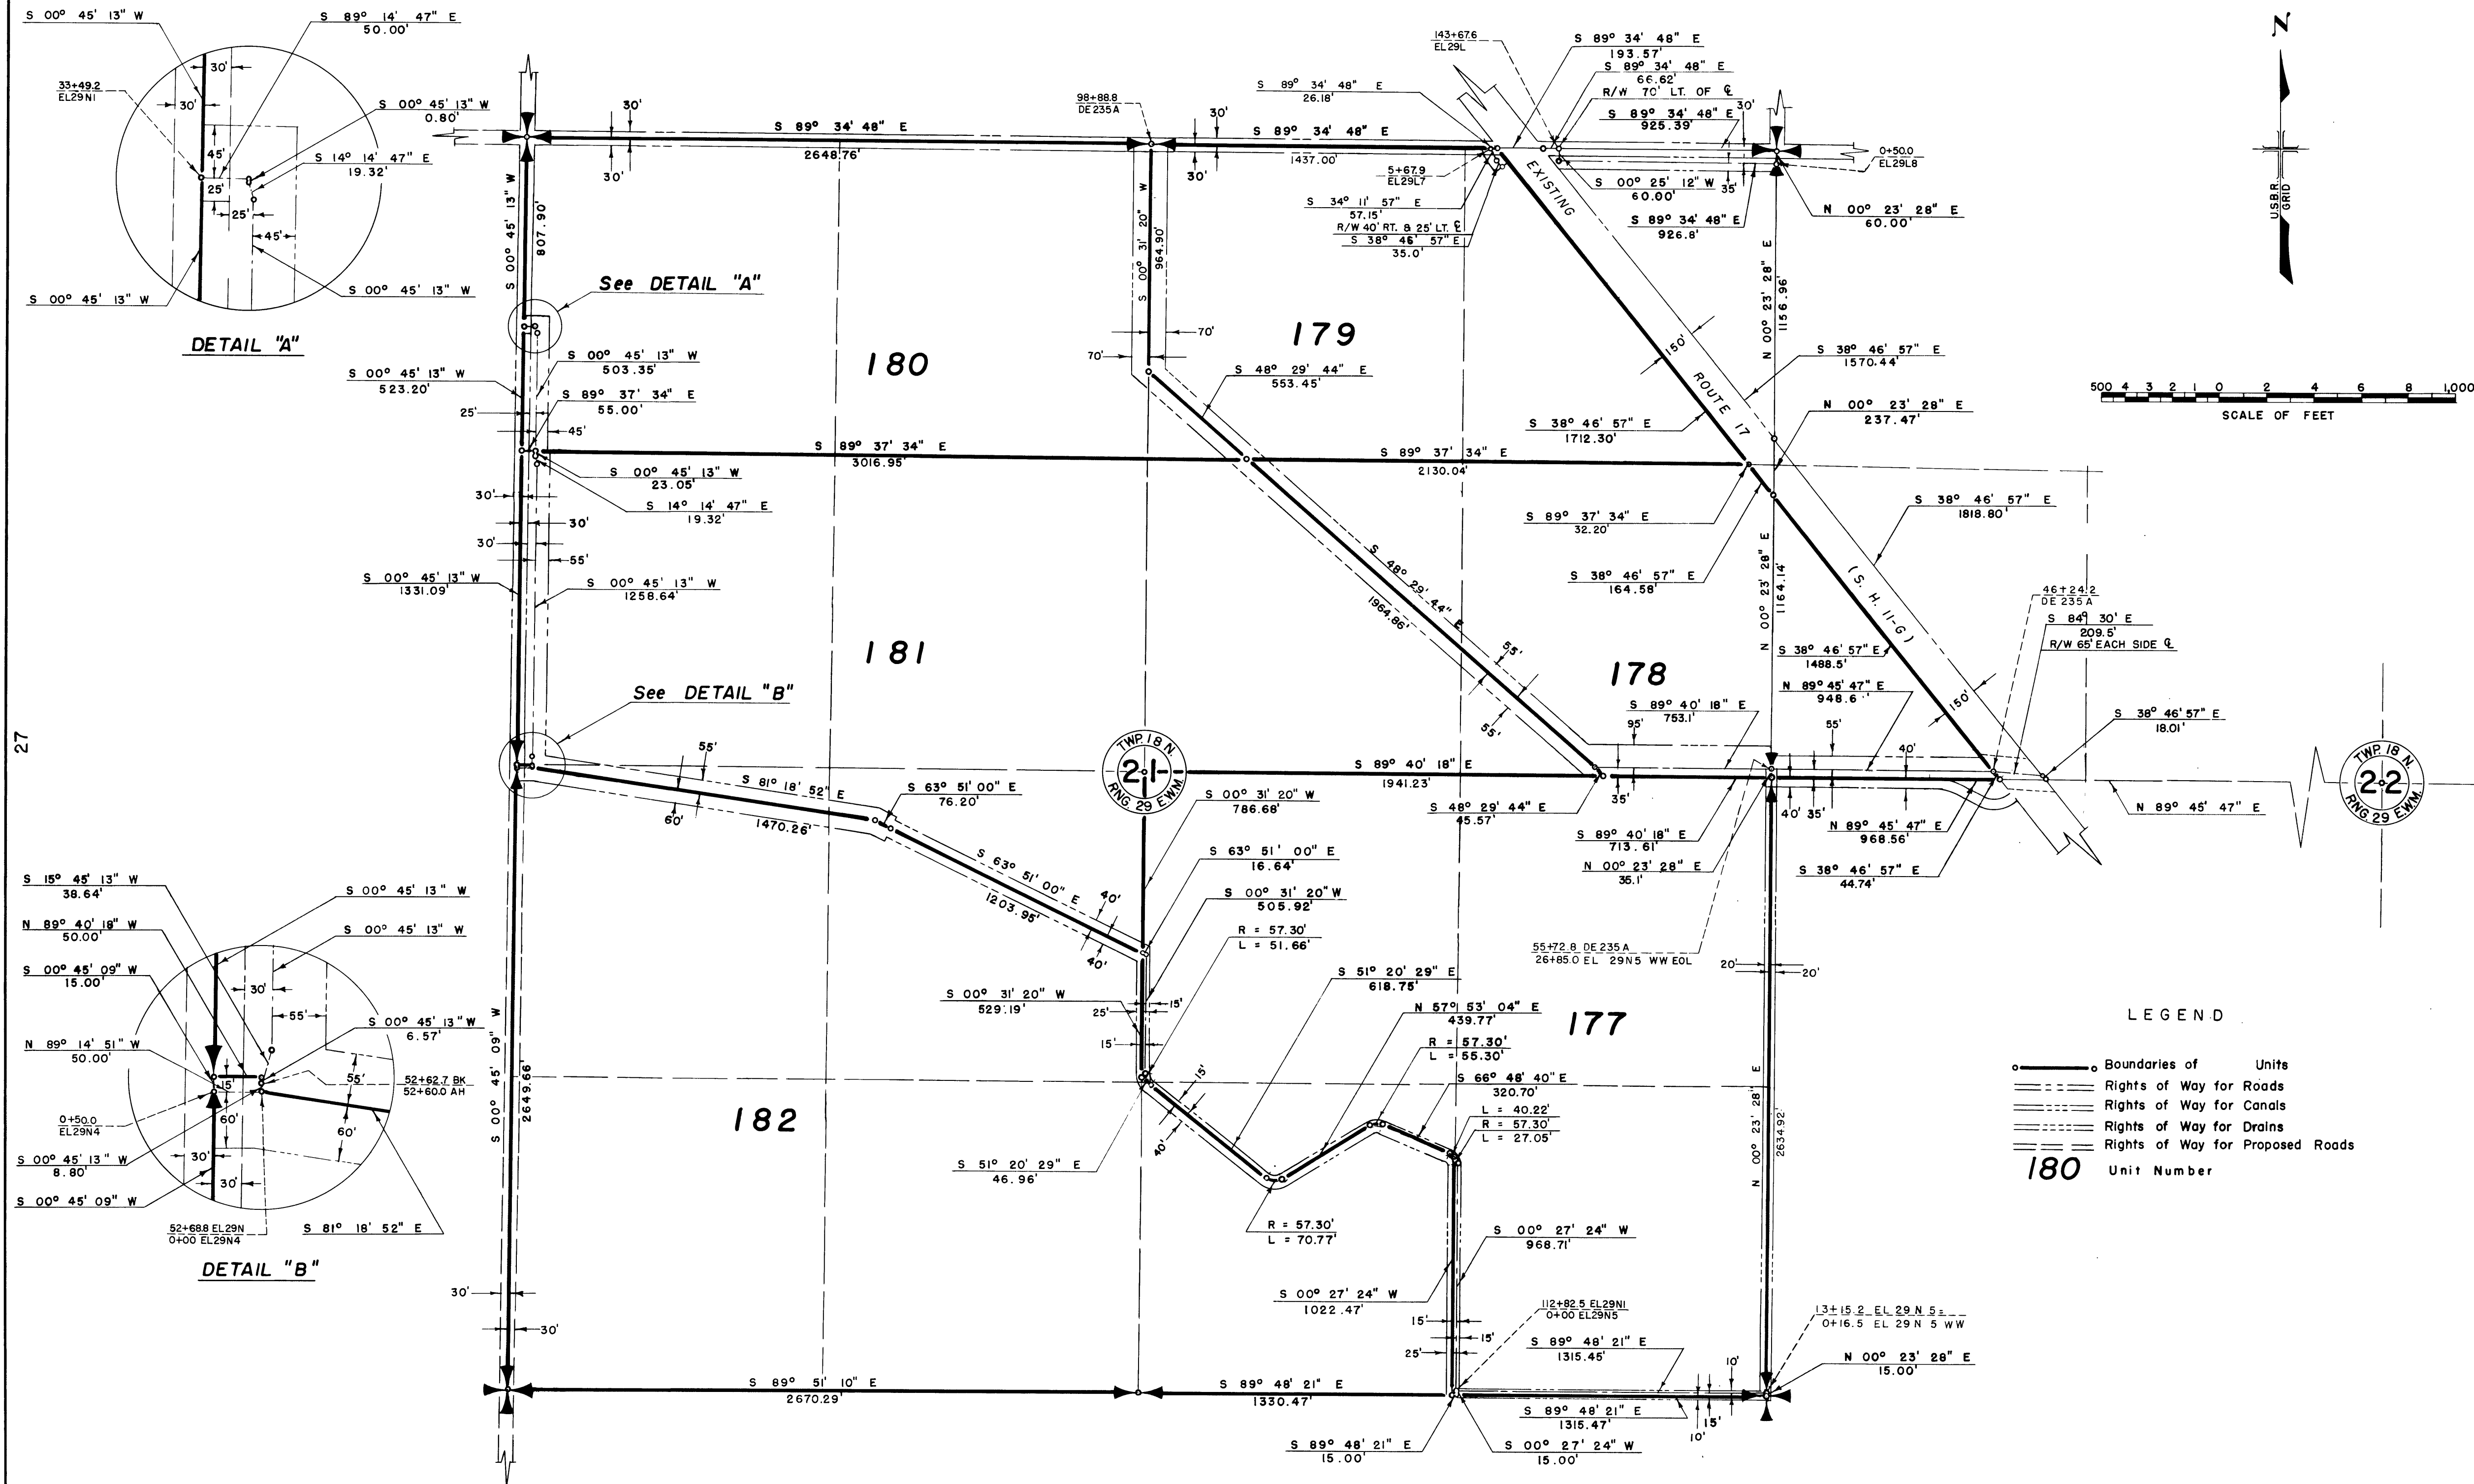 S 00° 45' 13" W
S 89° 14' 47" E
50.00'
30'
33+49.2
EL29N1
30'
S 00° 45' 13" W
0.80'
45'
S 14° 14' 47" E
19.32'
25'
25'
45'
S 00° 45' 13" W
S 00° 45' 13" W
DETAIL "A"
S 89° 34' 48" E
2648.76'
30'
30'
98+88.8
DE 235A
S 89° 34' 48" E
1437.00'
30'
30'
S 89° 34' 48" E
26.18'
143+67.6
EL29L
S 89° 34' 48" E
193.57'
S 89° 34' 48" E
66.62'
R/W 70' LT. OF ℄
S 89° 34' 48" E
925.39'
30'
0+50.0
EL29L8
35'
N 00° 23' 28" E
60.00'
S 00° 25' 12" W
60.00'
S 89° 34' 48" E
926.8'
5+67.9
EL29L7
S 34° 11' 57" E
57.15'
R/W 40' RT. & 25' LT. ℄
S 38° 46' 57" E
35.0'
N
U.S.B.R.
GRID
S 00° 45' 13" W
807.90'
See DETAIL "A"
S 00° 31' 20" W
964.90'
70'
70'
179
180
EXISTING
ROUTE 17
(S. H. 11-G)
150'
N 00° 23' 28" E
1156.96'
S 38° 46' 57" E
1570.44'
500 4 3 2 1 0 2 4 6 8 1,000
SCALE OF FEET
S 00° 45' 13" W
523.20'
S 00° 45' 13" W
503.35'
S 89° 37' 34" E
55.00'
25'
45'
S 48° 29' 44" E
553.45'
S 38° 46' 57" E
1712.30'
N 00° 23' 28" E
237.47'
S 89° 37' 34" E
3016.95'
S 89° 37' 34" E
2130.04'
S 00° 45' 13" W
23.05'
S 14° 14' 47" E
19.32'
30'
30'
30'
55'
S 89° 37' 34" E
32.20'
S 38° 46' 57" E
1818.80'
S 00° 45' 13" W
1331.09'
S 00° 45' 13" W
1258.64'
S 48° 29' 44" E
1964.86'
55'
55'
S 38° 46' 57" E
164.58'
N 00° 23' 28" E
1164.14'
46+24.2
DE 235A
S 84° 30' E
209.5'
R/W 65' EACH SIDE ℄
S 38° 46' 57" E
1488.5'
181
178
See DETAIL "B"
27
S 89° 40' 18" E
753.1'
95'
N 89° 45' 47" E
948.6'
55'
40'
150'
S 38° 46' 57" E
18.01'
TWP. 18 N.
21
RNG. 29 E.W.M.
TWP. 18 N.
22
RNG. 29 E.W.M.
S 89° 40' 18" E
1941.23'
35'
40' 35'
N 89° 45' 47" E
S 81° 18' 52" E
1470.26'
55'
60'
S 63° 51' 00" E
76.20'
S 00° 31' 20" W
786.68'
S 48° 29' 44" E
45.57'
S 89° 40' 18" E
713.61'
N 89° 45' 47" E
968.56'
N 00° 23' 28" E
35.1'
S 38° 46' 57" E
44.74'
S 63° 51' 00" E
1203.95'
40'
40'
S 63° 51' 00" E
16.64'
S 00° 31' 20" W
505.92'
R = 57.30'
L = 51.66'
55+72.8 DE 235A
26+85.0 EL 29N5 WW EOL
20'
20'
S 15° 45' 13" W
38.64'
S 00° 45' 13" W
N 89° 40' 18" W
50.00'
S 00° 45' 13" W
S 00° 45' 09" W
15.00'
30'
55'
S 00° 45' 13" W
6.57'
N 89° 14' 51" W
50.00'
15'
55'
52+62.7 BK
52+60.0 AH
0+50.0
EL29N4
60'
60'
S 00° 45' 13" W
8.80'
30'
30'
S 00° 45' 09" W
52+68.8 EL29N
0+00 EL29N4
S 81° 18' 52" E
DETAIL "B"
S 00° 31' 20" W
529.19'
25'
15'
15'
S 51° 20' 29" E
618.75'
N 57° 53' 04" E
439.77'
177
R = 57.30'
L = 55.30'
S 66° 48' 40" E
320.70'
L = 40.22'
R = 57.30'
L = 27.05'
15'
40'
S 51° 20' 29" E
46.96'
R = 57.30'
L = 70.77'
182
S 00° 45' 09" W
2649.66'
N 00° 23' 28" E
2634.92'
LEGEND
Boundaries of Units
Rights of Way for Roads
Rights of Way for Canals
Rights of Way for Drains
Rights of Way for Proposed Roads
180 Unit Number
S 00° 27' 24" W
968.71'
S 00° 27' 24" W
1022.47'
112+82.5 EL29N1
0+00 EL29N5
15'
15'
25'
S 89° 48' 21" E
1315.45'
10'
13+15.2 EL 29 N 5=
0+16.5 EL 29 N 5 WW
N 00° 23' 28" E
15.00'
30'
30'
S 89° 51' 10" E
2670.29'
S 89° 48' 21" E
1330.47'
S 89° 48' 21" E
1315.47'
15'
10'
S 89° 48' 21" E
15.00'
S 00° 27' 24" W
15.00'